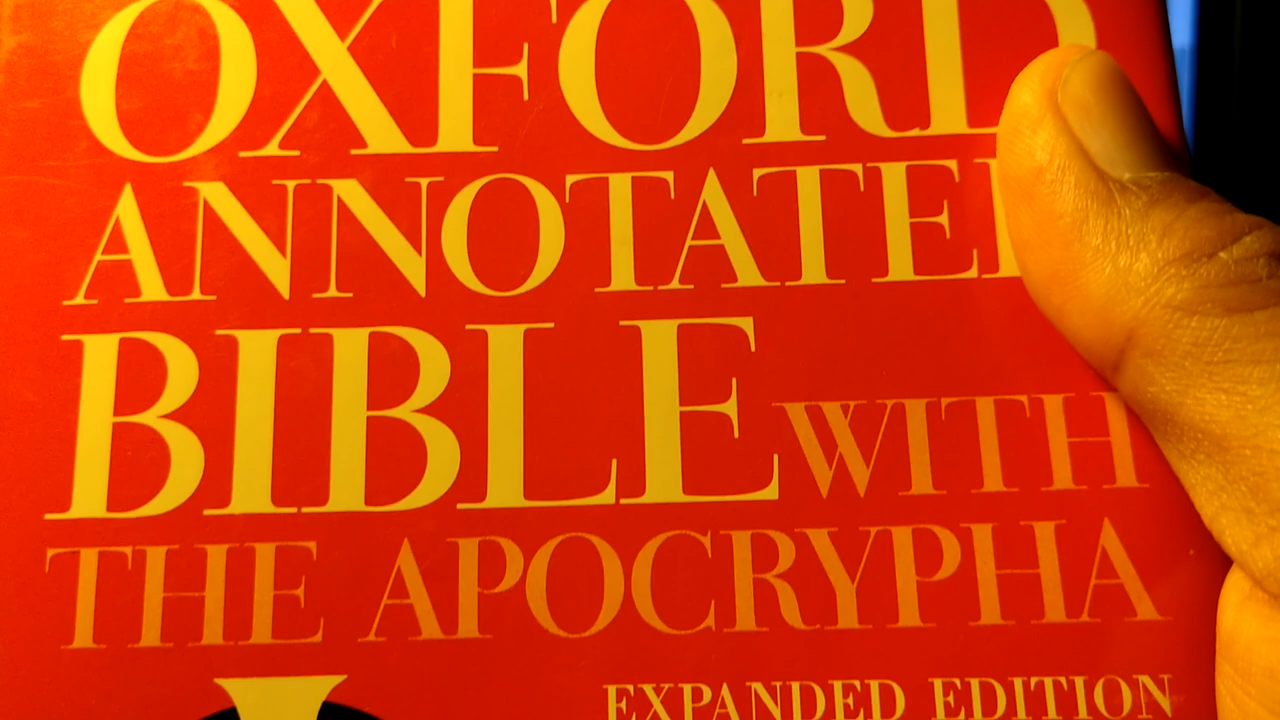 OXFORD
ANNOTATED
BIBLE WITH
THE APOCRYPHA
EXPANDED EDITION